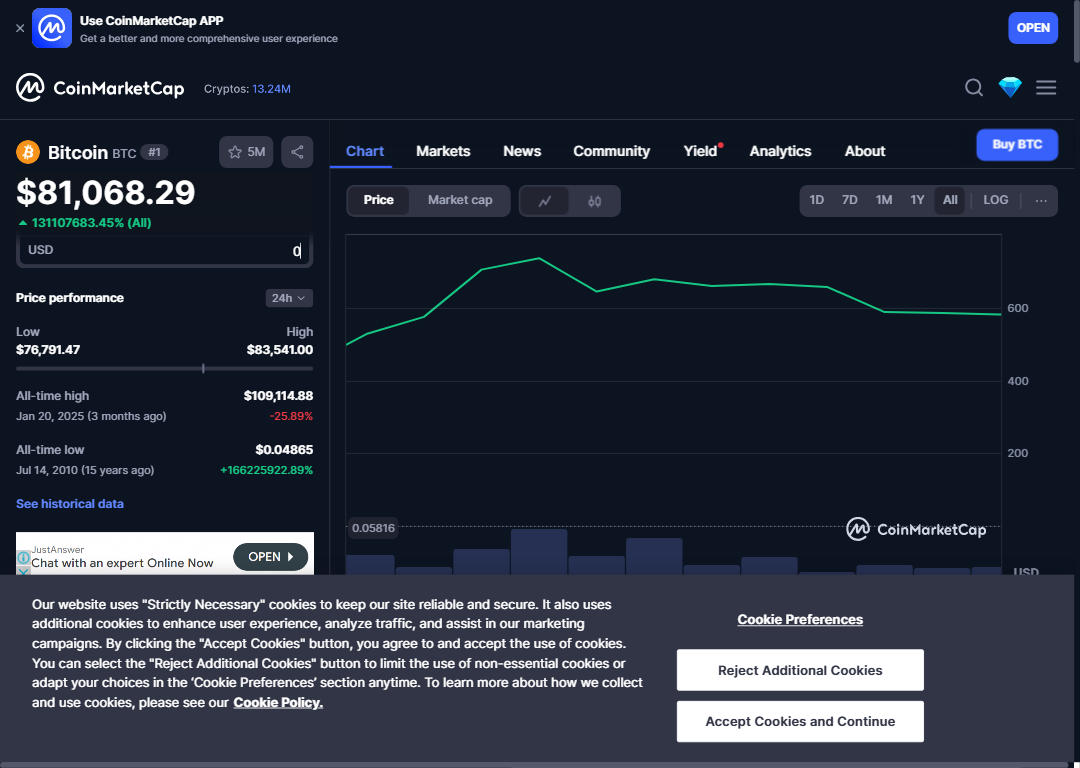 Use CoinMarketCap APP
Get a better and more comprehensive user experience
OPEN
CoinMarketCap
Cryptos: 13.24M
Bitcoin BTC #1
5M
$81,068.29
131107683.45% (All)
USD
0
Price performance
24h
Low
High
$76,791.47
$83,541.00
All-time high
$109,114.88
Jan 20, 2025 (3 months ago)
-25.89%
All-time low
$0.04865
Jul 14, 2010 (15 years ago)
+166225922.89%
See historical data
JustAnswer
Chat with an expert Online Now
OPEN
Chart
Markets
News
Community
Yield
Analytics
About
Buy BTC
Price
Market cap
1D
7D
1M
1Y
All
LOG
...
600
400
200
0.05816
CoinMarketCap
USD
Our website uses "Strictly Necessary" cookies to keep our site reliable and secure. It also uses
additional cookies to enhance user experience, analyze traffic, and assist in our marketing
campaigns. By clicking the "Accept Cookies" button, you agree to and accept the use of cookies.
You can select the "Reject Additional Cookies" button to limit the use of non-essential cookies or
adapt your choices in the ‘Cookie Preferences’ section anytime. To learn more about how we collect
and use cookies, please see our Cookie Policy.
Cookie Preferences
Reject Additional Cookies
Accept Cookies and Continue